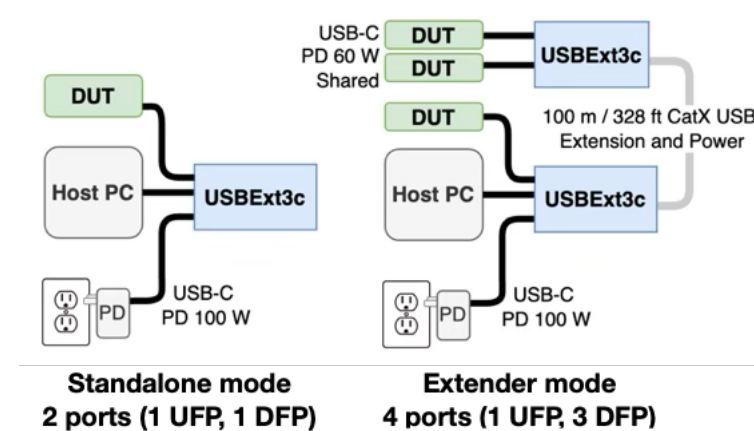 DUT
Host PC
USBExt3c
PD
USB-C
PD 100 W
Standalone mode
2 ports (1 UFP, 1 DFP)
USB-C
PD 60 W
Shared
DUT
DUT
USBExt3c
100 m / 328 ft CatX USB
Extension and Power
DUT
Host PC
USBExt3c
PD
USB-C
PD 100 W
Extender mode
4 ports (1 UFP, 3 DFP)